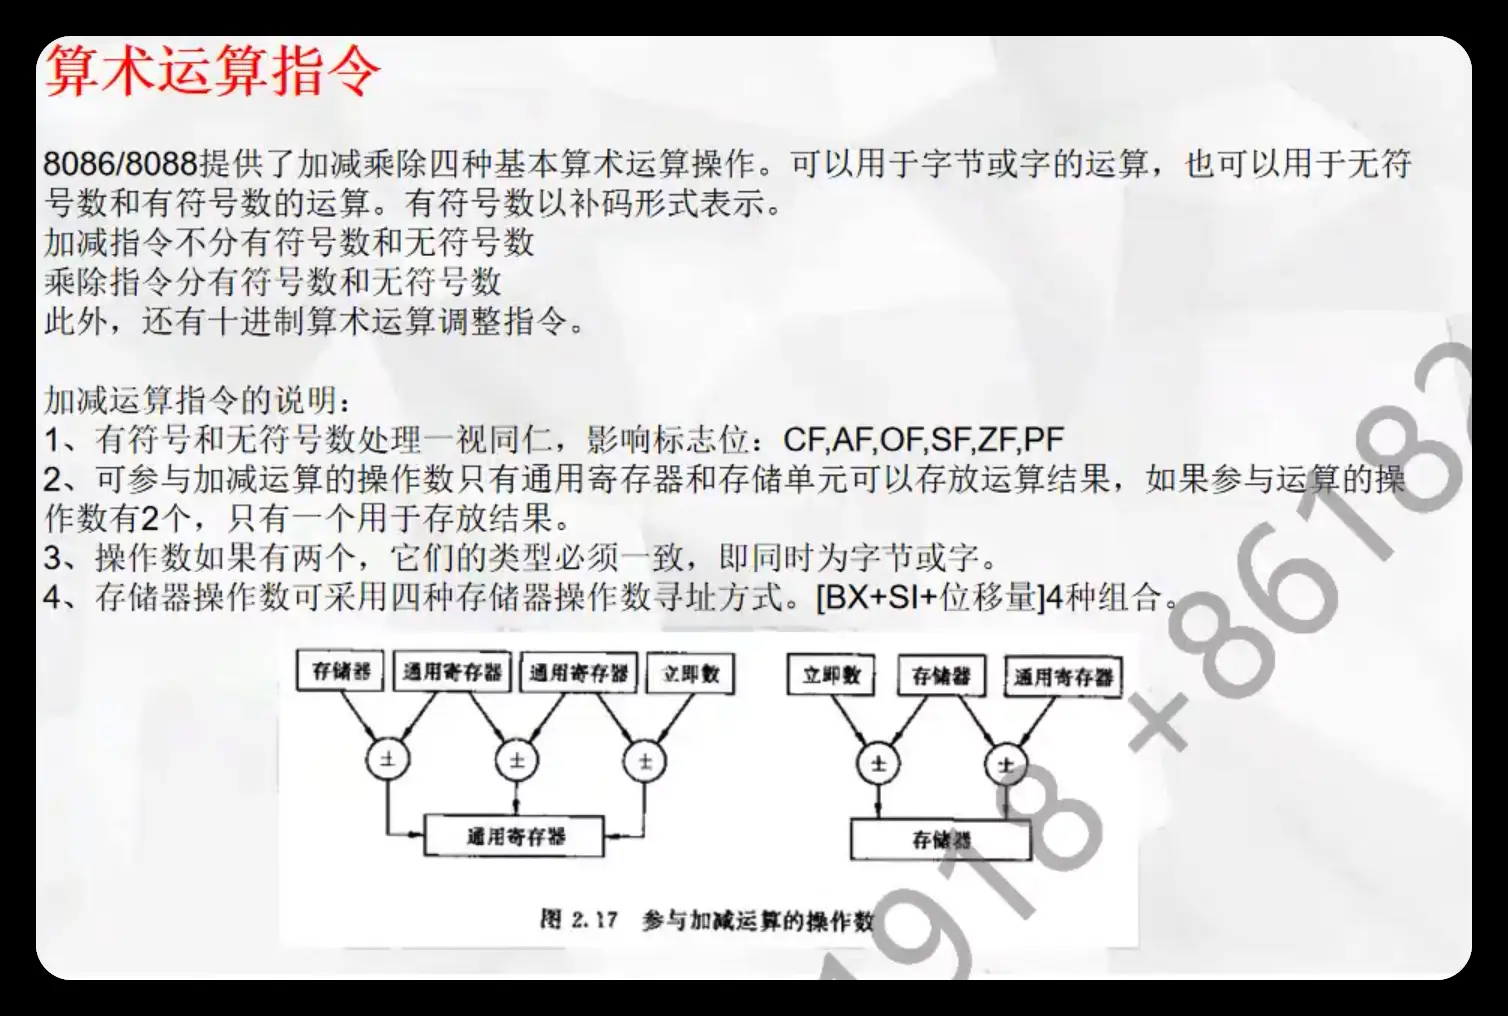 算术运算指令
8086/8088提供了加减乘除四种基本算术运算操作。可以用于字节或字的运算，也可以用于无符
号数和有符号数的运算。有符号数以补码形式表示。
加减指令不分有符号数和无符号数
乘除指令分有符号数和无符号数
此外，还有十进制算术运算调整指令。
加减运算指令的说明：
1、有符号和无符号数处理一视同仁，影响标志位：CF,AF,OF,SF,ZF,PF
2、可参与加减运算的操作数只有通用寄存器和存储单元可以存放运算结果，如果参与运算的操
作数有2个，只有一个用于存放结果。
3、操作数如果有两个，它们的类型必须一致，即同时为字节或字。
4、存储器操作数可采用四种存储器操作数寻址方式。[BX+SI+位移量]4种组合。
存储器 通用寄存器 通用寄存器 立即数 立即数 存储器 通用寄存器
± ± ± ± ±
通用寄存器 存储器
图 2.17 参与加减运算的操作数
918 +86182